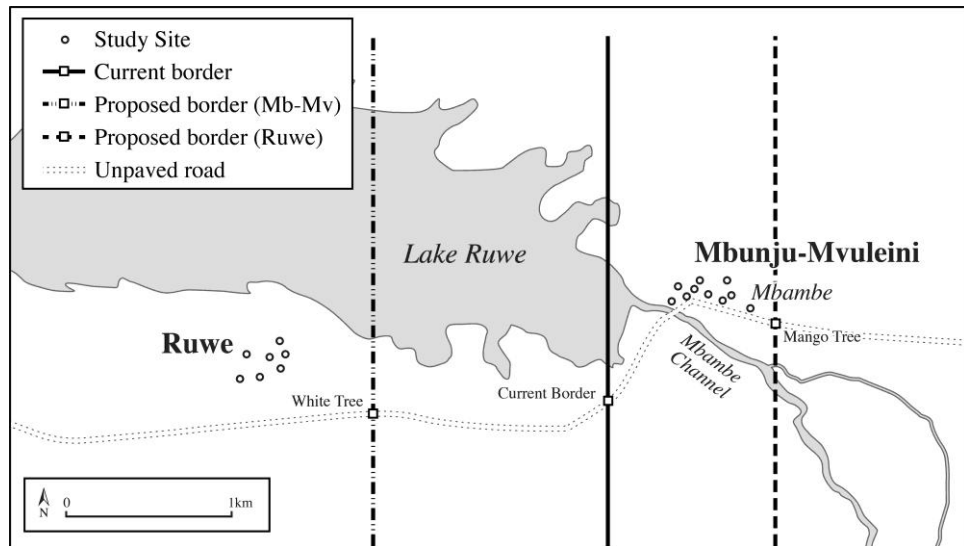 Study Site
Current border
Proposed border (Mb-Mv)
Proposed border (Ruwe)
Unpaved road
Lake Ruwe
Mbunju-Mvuleini
Mbambe
Ruwe
Mango Tree
Mbambe
Channel
White Tree
Current Border
N
0
1km